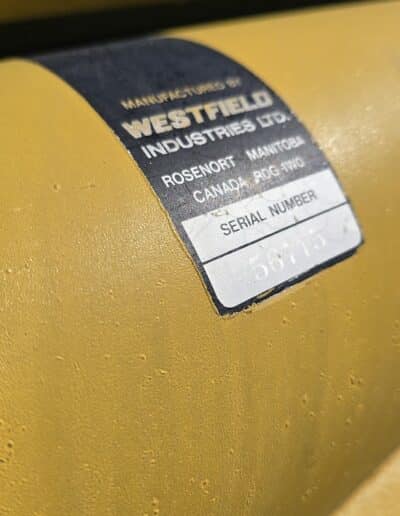 MANUFACTURED BY
WESTFIELD
INDUSTRIES LTD.
ROSENORT MANITOBA
CANADA R0G 1W0
SERIAL NUMBER